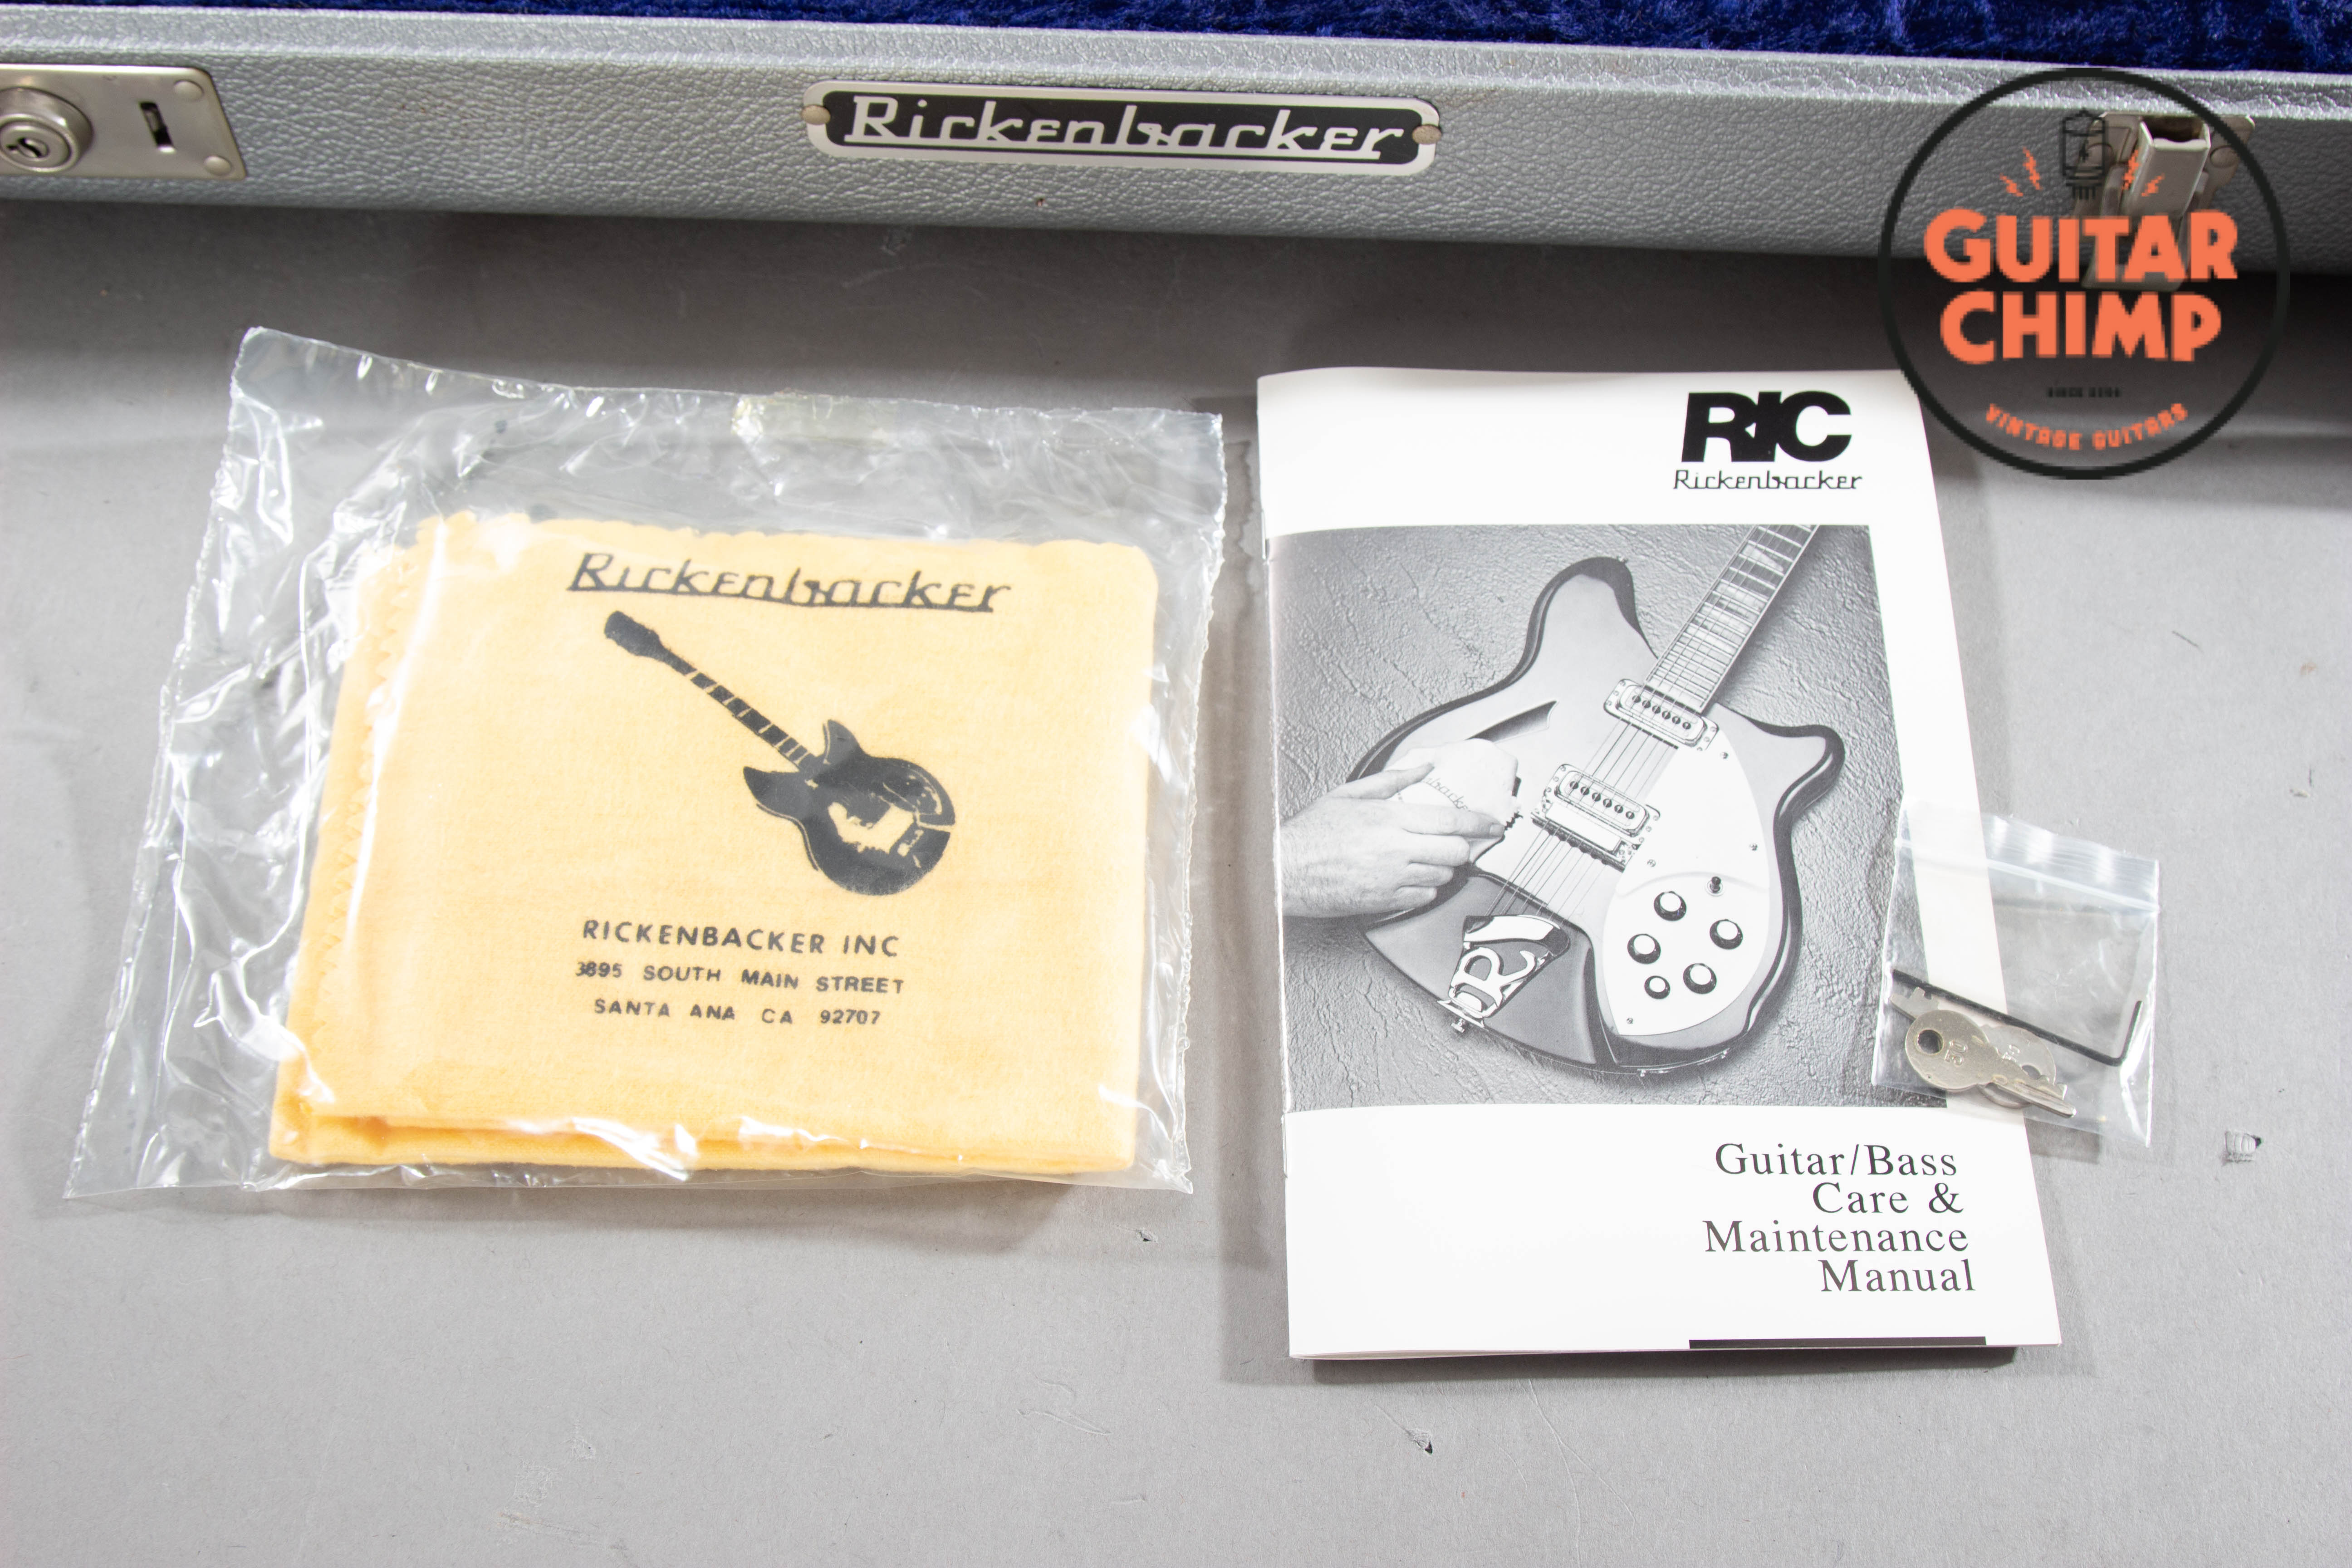 Rickenbacker
GUITAR
CHIMP
VINTAGE GUITARS
Rickenbacker
RICKENBACKER INC
3895 SOUTH MAIN STREET
SANTA ANA CA 92707
RIC
Rickenbacker
R
Guitar/Bass
Care &
Maintenance
Manual